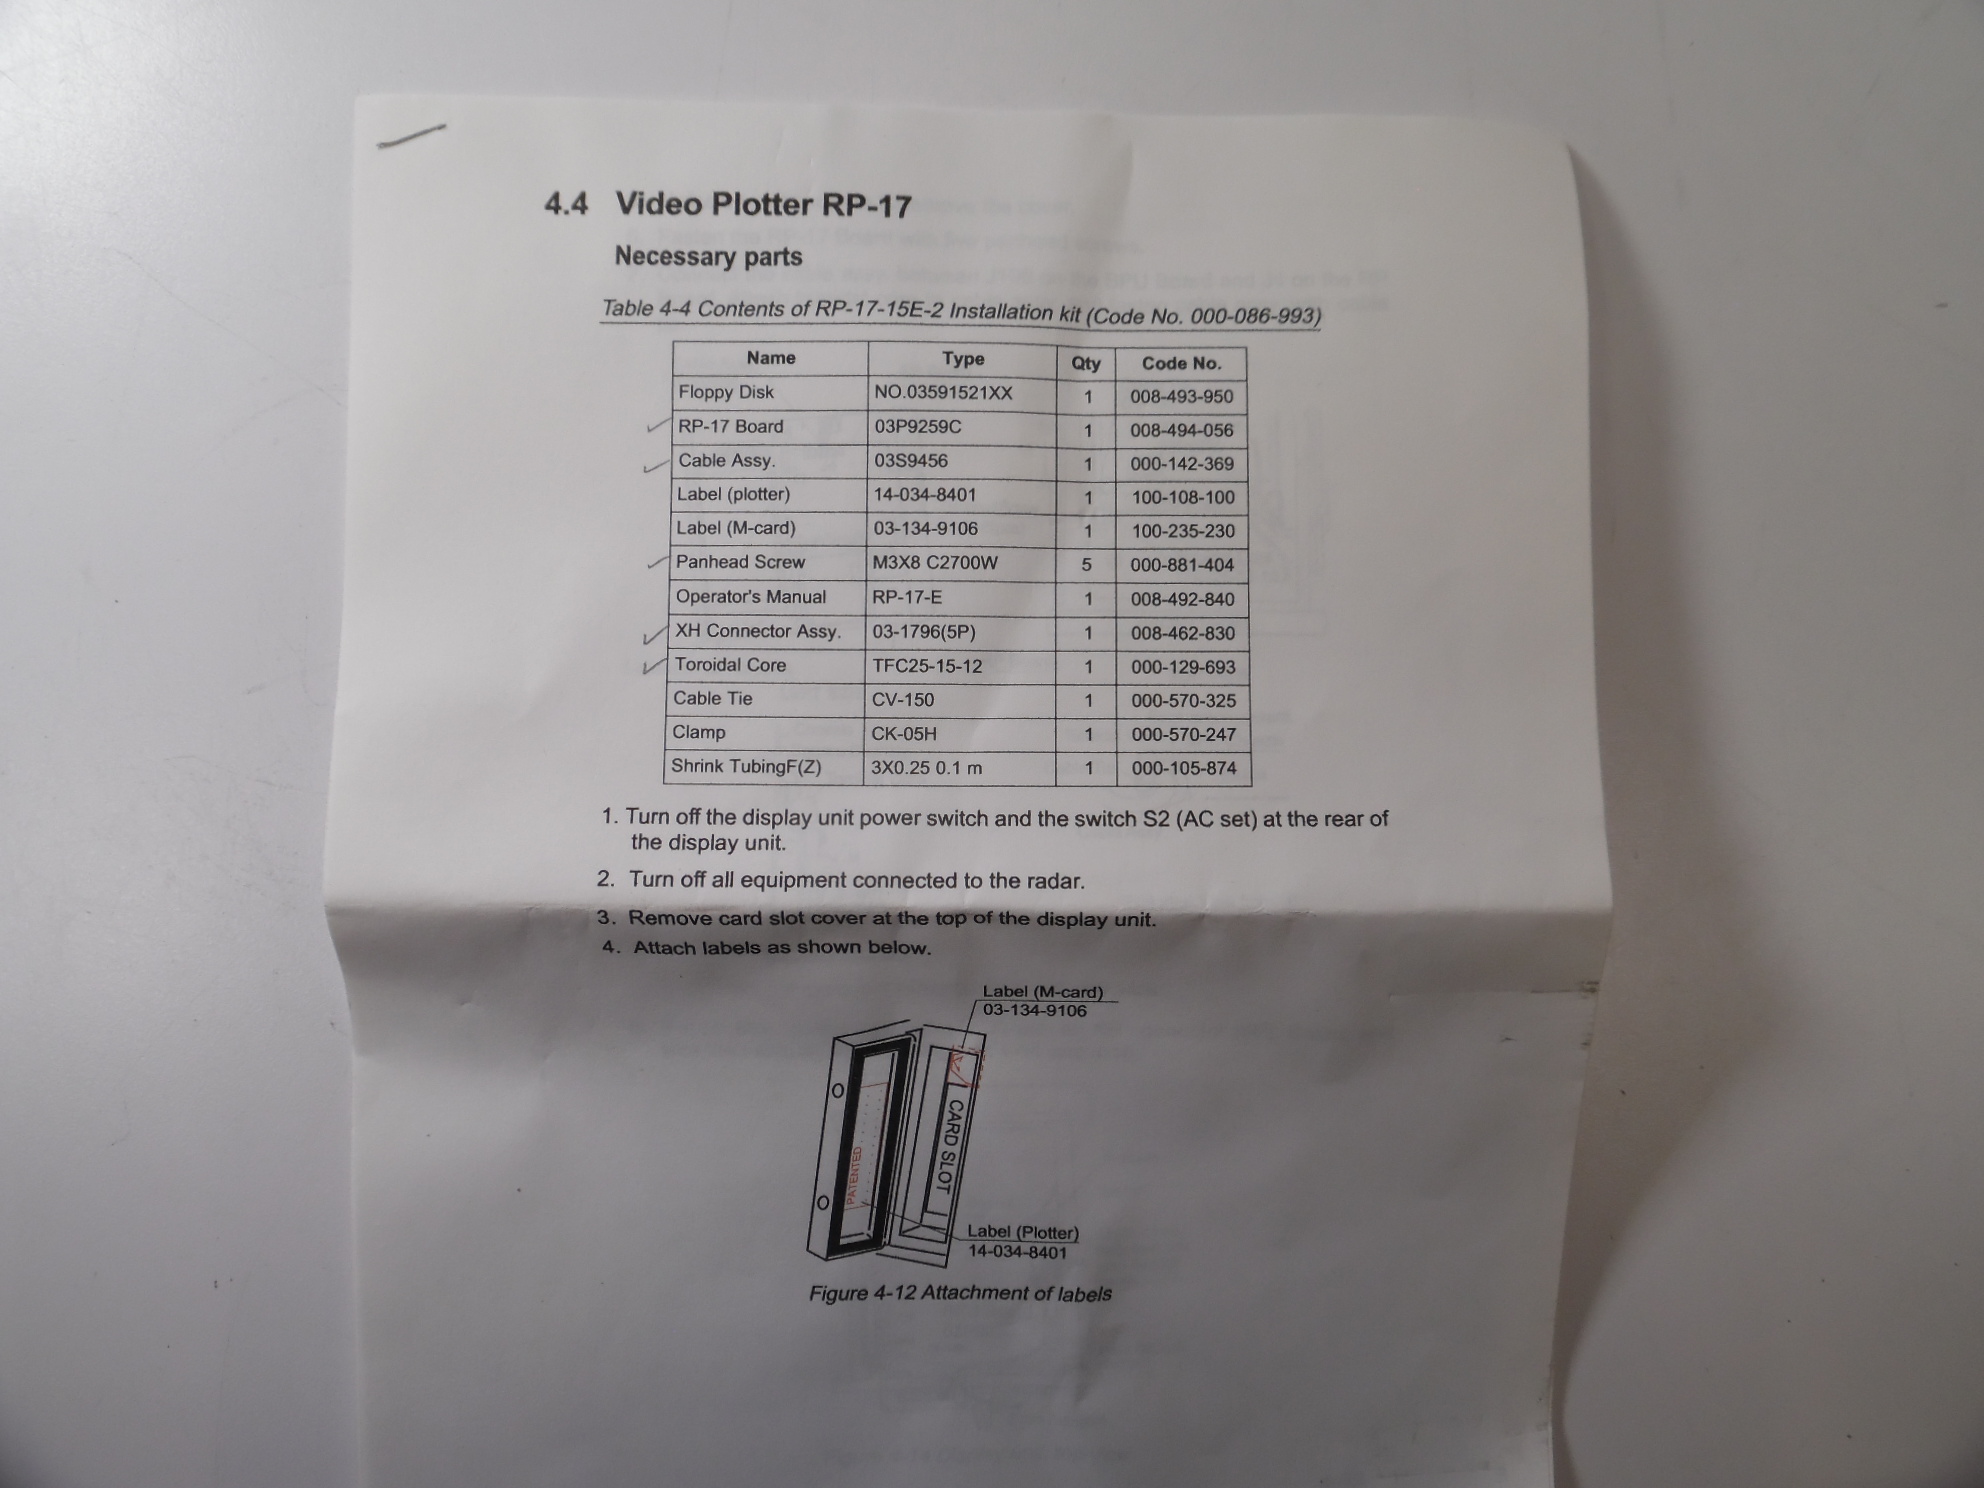 4.4 Video Plotter RP-17
Necessary parts
Table 4-4 Contents of RP-17-15E-2 Installation kit (Code No. 000-086-993)
Name Type Qty Code No.
Floppy Disk NO.03591521XX 1 008-493-950
RP-17 Board 03P9259C 1 008-494-056
Cable Assy. 03S9456 1 000-142-369
Label (plotter) 14-034-8401 1 100-108-100
Label (M-card) 03-134-9106 1 100-235-230
Panhead Screw M3X8 C2700W 5 000-881-404
Operator's Manual RP-17-E 1 008-492-840
XH Connector Assy. 03-1796(5P) 1 008-462-830
Toroidal Core TFC25-15-12 1 000-129-693
Cable Tie CV-150 1 000-570-325
Clamp CK-05H 1 000-570-247
Shrink TubingF(Z) 3X0.25 0.1 m 1 000-105-874
1. Turn off the display unit power switch and the switch S2 (AC set) at the rear of
the display unit.
2. Turn off all equipment connected to the radar.
3. Remove card slot cover at the top of the display unit.
4. Attach labels as shown below.
Label (M-card)
03-134-9106
CARD SLOT
PATENTED
Label (Plotter)
14-034-8401
Figure 4-12 Attachment of labels